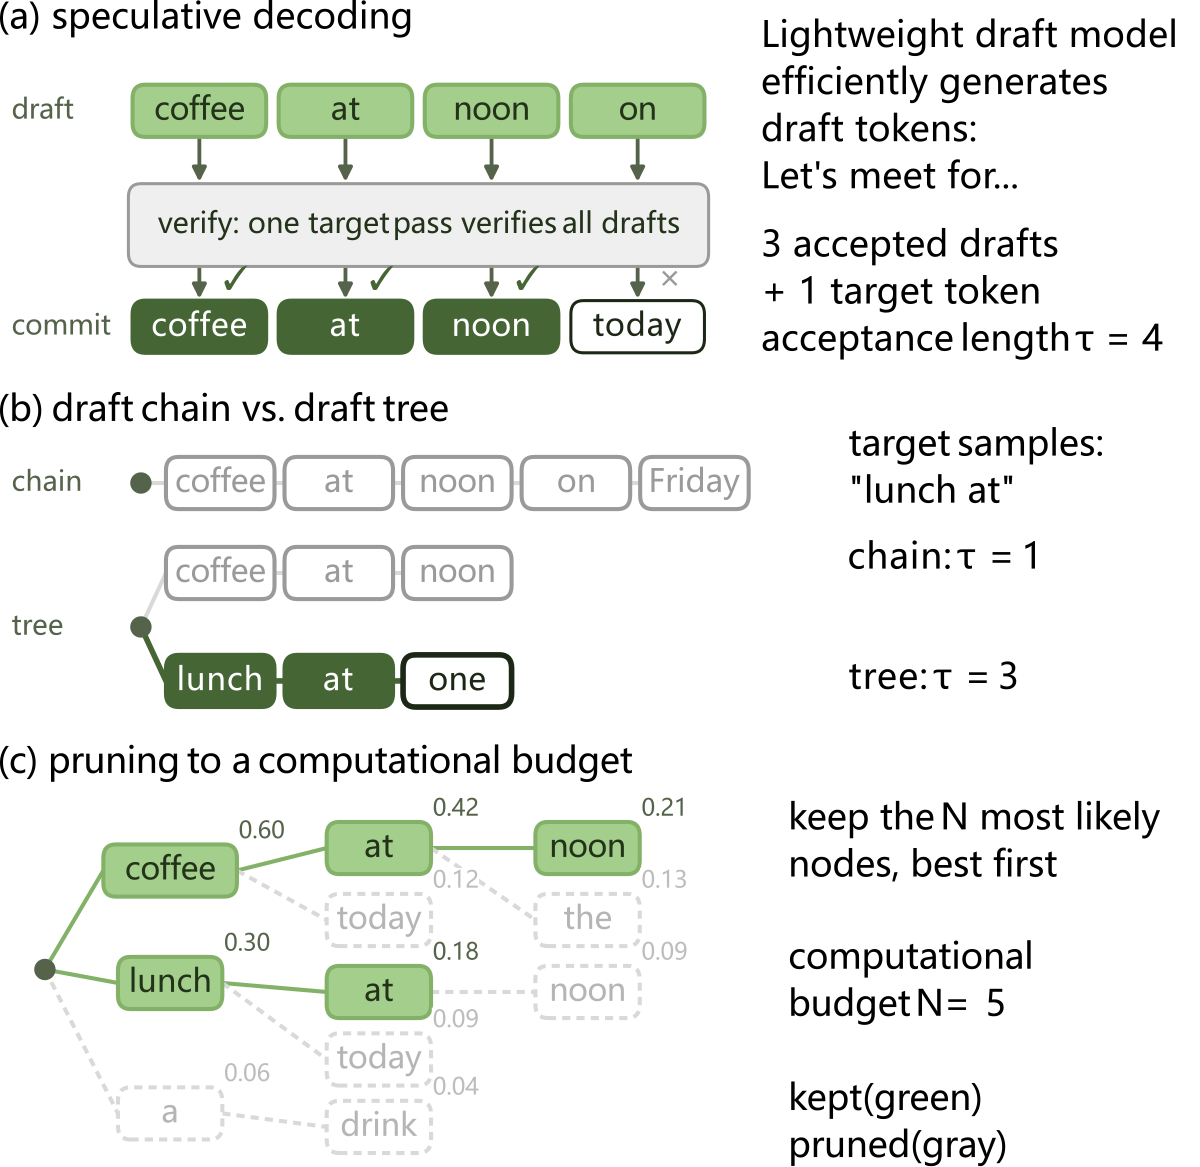 (a) speculative decoding
draft
coffee
at
noon
on
verify: one target pass verifies all drafts
✓
✓
✓
×
commit
coffee
at
noon
today
Lightweight draft model
efficiently generates
draft tokens:
Let's meet for...
3 accepted drafts
+ 1 target token
acceptance length τ = 4
(b) draft chain vs. draft tree
chain
coffee
at
noon
on
Friday
tree
coffee
at
noon
lunch
at
one
target samples:
"lunch at"
chain: τ = 1
tree: τ = 3
(c) pruning to a computational budget
coffee
0.60
at
0.42
noon
0.21
today
0.12
the
0.13
lunch
0.30
at
0.18
noon
0.09
today
0.09
a
0.06
drink
0.04
keep the N most likely
nodes, best first
computational
budget N= 5
kept(green)
pruned(gray)